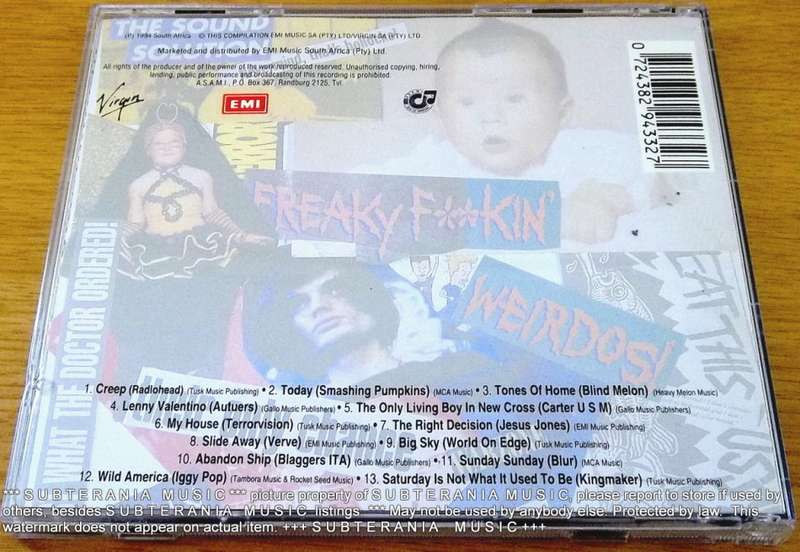 THE SOUND
(P) 1994 South Africa © THIS COMPILATION EMI MUSIC SA (PTY) LTD/VIRGIN SA (PTY) LTD
Marketed and distributed by EMI Music South Africa (Pty) Ltd.
All rights of the producer and of the owner of the work reproduced reserved. Unauthorised copying, hiring,
lending, public performance and broadcasting of this recording is prohibited.
A.S.A.M.I., P.O. Box 367, Randburg 2125, Tvl.
Virgin
EMI
0 724382 943327
FREAKY F**KIN'
WEIRDOS!
WHAT THE DOCTOR ORDERED!
EAT THIS
1. Creep (Radiohead) (Tusk Music Publishing) • 2. Today (Smashing Pumpkins) (MCA Music) • 3. Tones Of Home (Blind Melon) (Heavy Melon Music)
4. Lenny Valentino (Autuers) (Gallo Music Publishers) • 5. The Only Living Boy In New Cross (Carter U S M) (Gallo Music Publishers)
6. My House (Terrorvision) (Tusk Music Publishing) • 7. The Right Decision (Jesus Jones) (EMI Music Publishing)
8. Slide Away (Verve) (EMI Music Publishing) • 9. Big Sky (World On Edge) (Tusk Music Publishing)
10. Abandon Ship (Blaggers ITA) (Gallo Music Publishers) • 11. Sunday Sunday (Blur) (MCA Music)
12. Wild America (Iggy Pop) (Tambora Music & Rocket Seed Music) • 13. Saturday Is Not What It Used To Be (Kingmaker) (Tusk Music Publishing)
*** S U B T E R A N I A M U S I C *** picture property of S U B T E R A N I A M U S I C, please report to store if used by
others, besides S U B T E R A N I A M U S I C listings *** May not be used by anybody else. Protected by law. This
watermark does not appear on actual item. +++ S U B T E R A N I A M U S I C +++